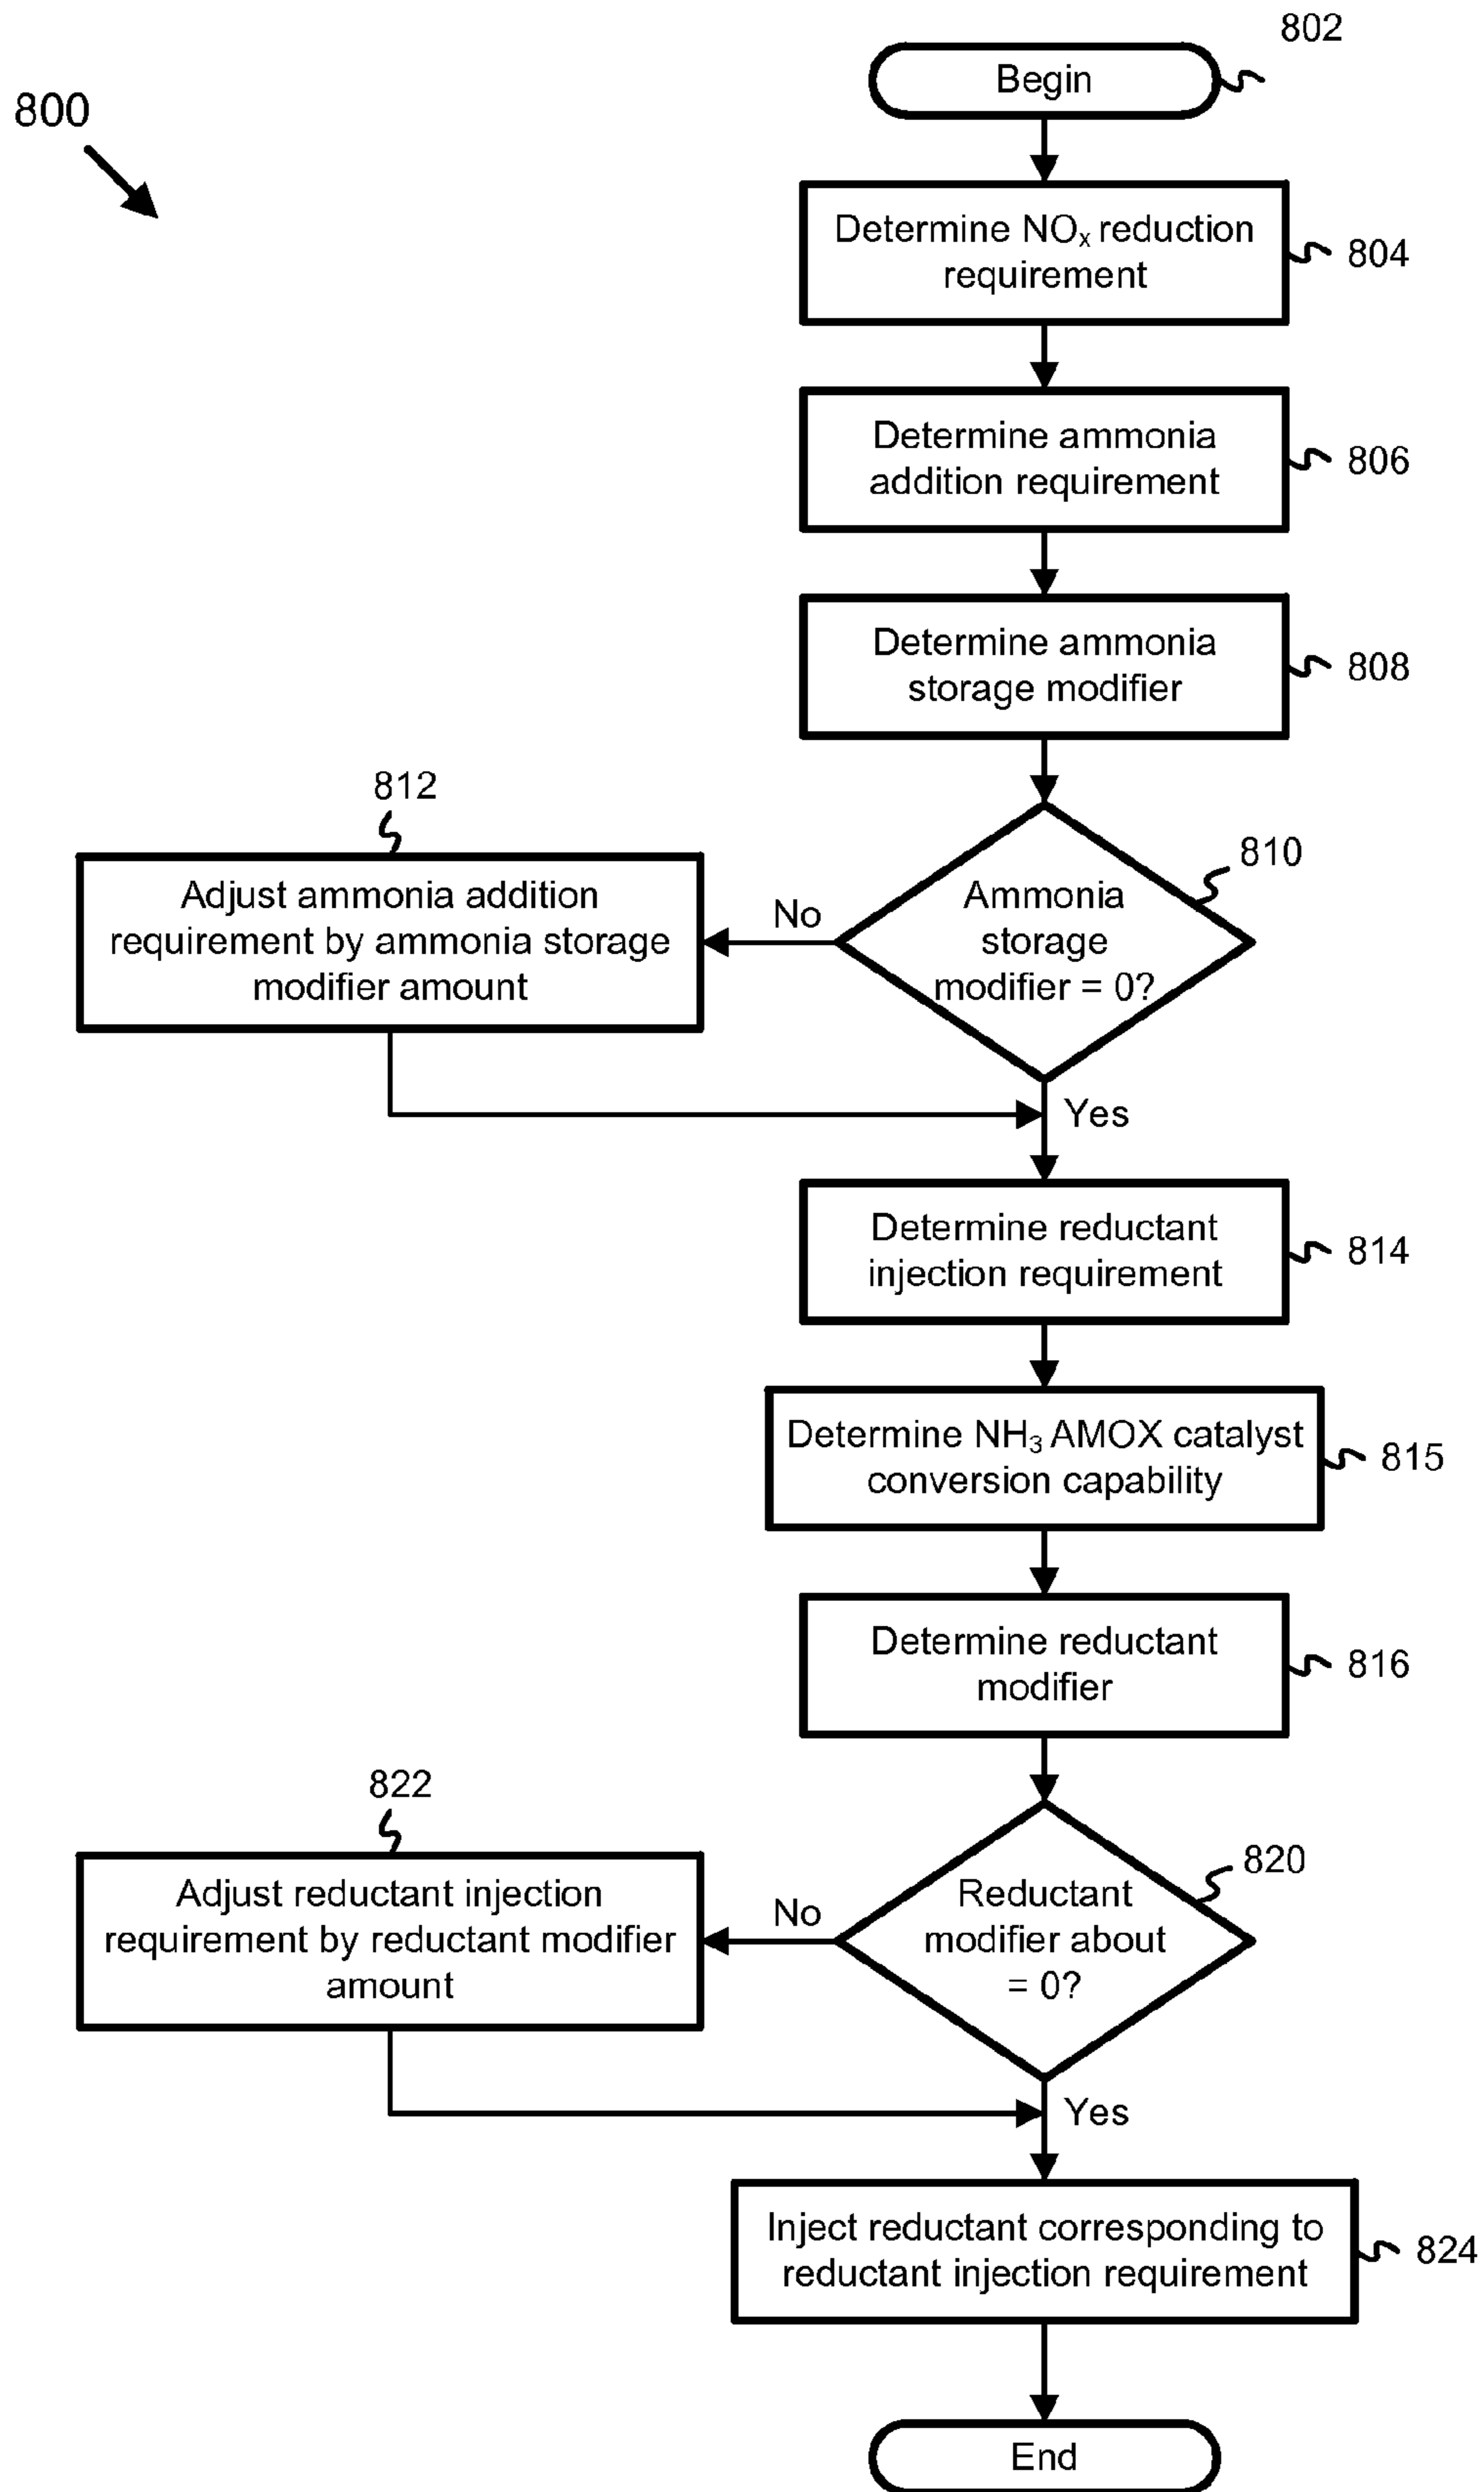 802
Begin
800
Determine NOx reduction
requirement
804
Determine ammonia
addition requirement
806
Determine ammonia
storage modifier
808
812
810
Adjust ammonia addition
requirement by ammonia storage
modifier amount
No
Ammonia
storage
modifier = 0?
Yes
Determine reductant
injection requirement
814
Determine NH3 AMOX catalyst
conversion capability
815
Determine reductant
modifier
816
822
820
Adjust reductant injection
requirement by reductant modifier
amount
No
Reductant
modifier about
= 0?
Yes
Inject reductant corresponding to
reductant injection requirement
824
End